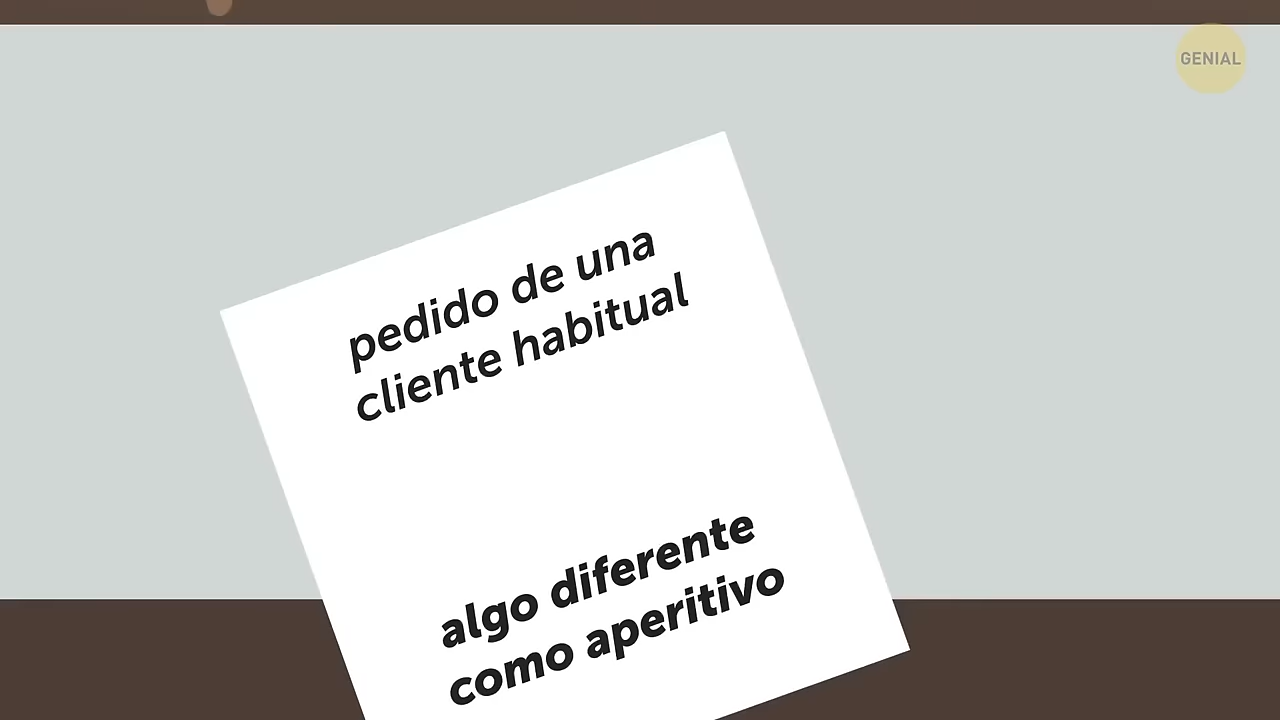 GENIAL
pedido de una
cliente habitual
algo diferente
como aperitivo